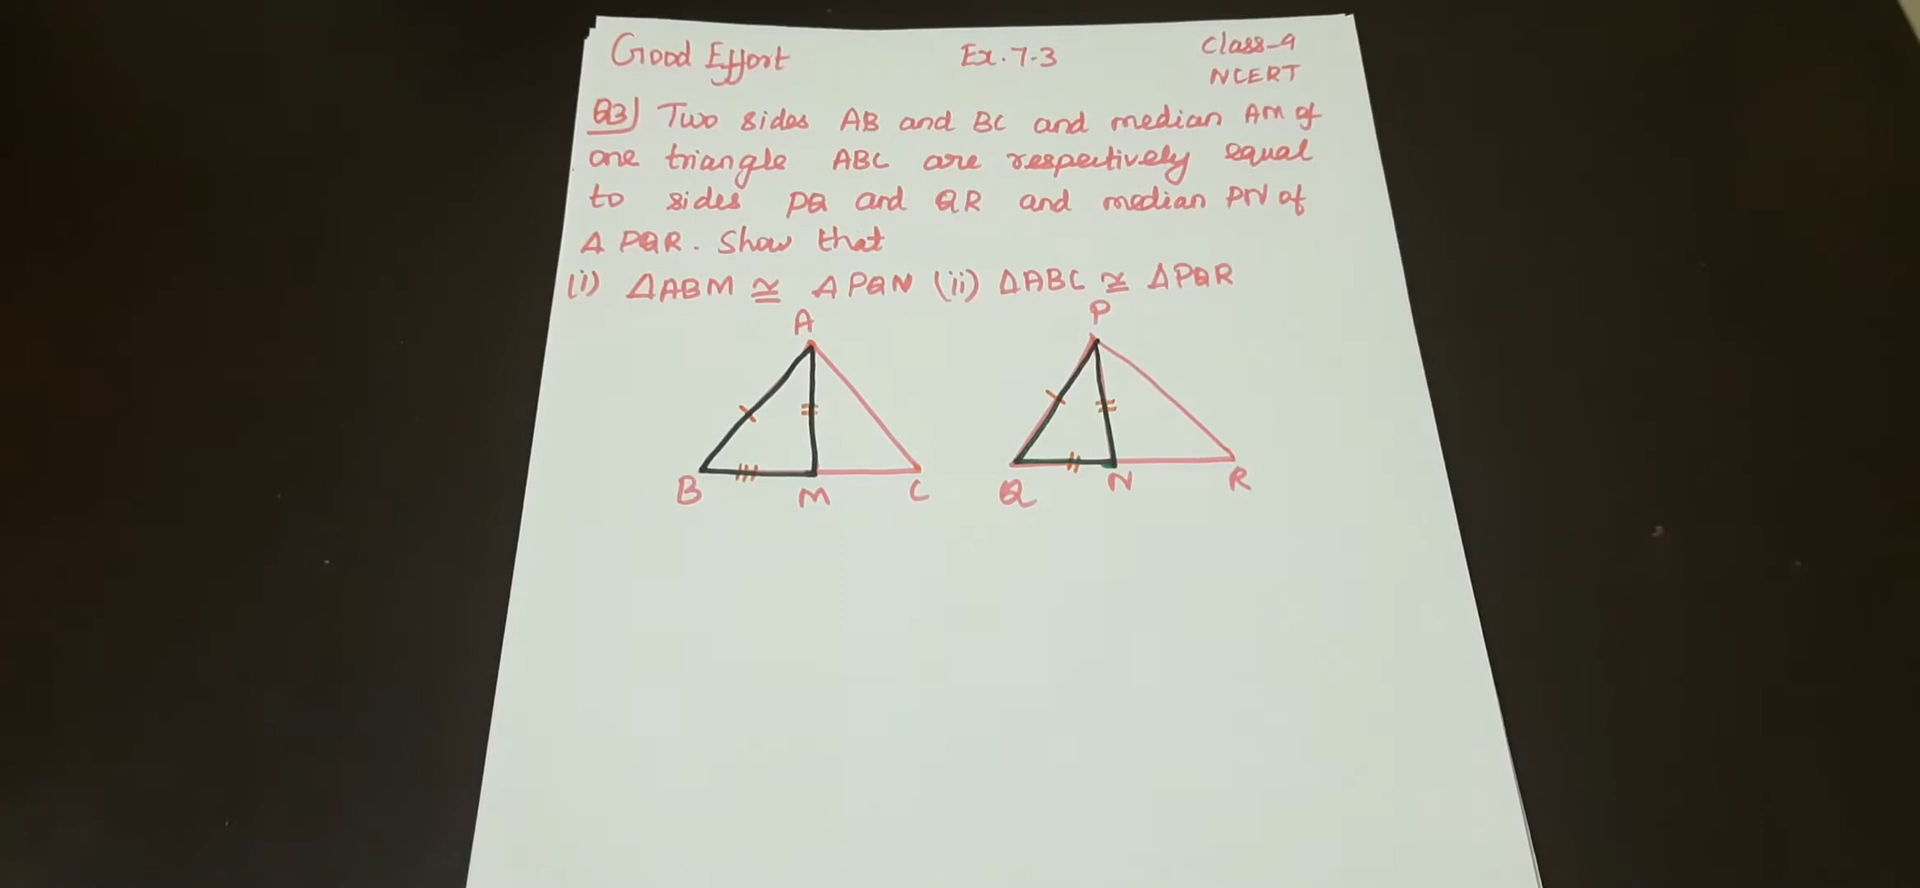 Good Effort Ex. 7.3 Class-9
NCERT
Q3) Two sides AB and BC and median AM of
one triangle ABC are respectively equal
to sides PQ and QR and median PN of
Δ PQR. Show that
(i) ΔABM ≅ ΔPQN (ii) ΔABC ≅ ΔPQR
A P
B M C Q N R